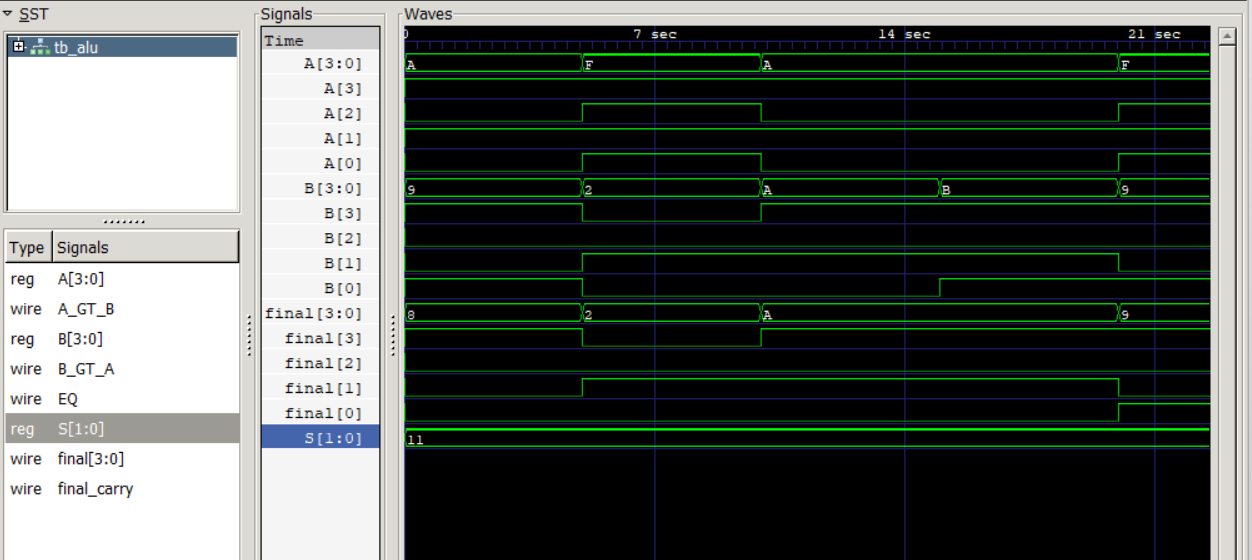 SST
tb_alu
Type Signals
reg A[3:0]
wire A_GT_B
reg B[3:0]
wire B_GT_A
wire EQ
reg S[1:0]
wire final[3:0]
wire final_carry
Signals
Time
A[3:0]
A[3]
A[2]
A[1]
A[0]
B[3:0]
B[3]
B[2]
B[1]
B[0]
final[3:0]
final[3]
final[2]
final[1]
final[0]
S[1:0]
Waves
0 7 sec 14 sec 21 sec
A F A F
9 2 A B 9
8 2 A 9
11